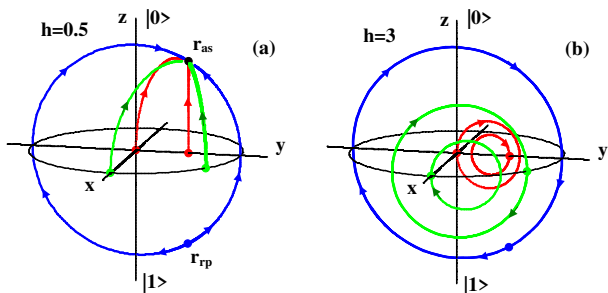 h=0.5
z
|0>
r_as
(a)
y
x
r_rp
|1>
h=3
z
|0>
(b)
y
x
|1>